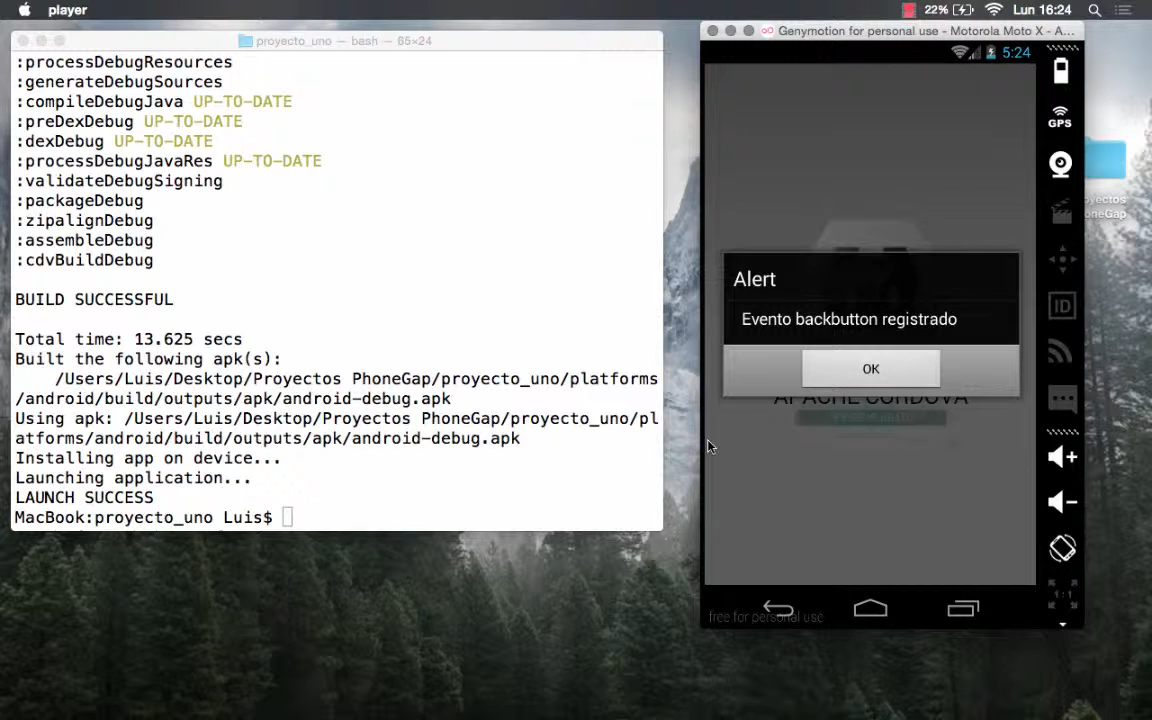 player
22%
Lun 16:24
proyecto_uno — bash — 65×24
:processDebugResources
:generateDebugSources
:compileDebugJava UP-TO-DATE
:preDexDebug UP-TO-DATE
:dexDebug UP-TO-DATE
:processDebugJavaRes UP-TO-DATE
:validateDebugSigning
:packageDebug
:zipalignDebug
:assembleDebug
:cdvBuildDebug
BUILD SUCCESSFUL
Total time: 13.625 secs
Built the following apk(s):
/Users/Luis/Desktop/Proyectos PhoneGap/proyecto_uno/platforms
/android/build/outputs/apk/android-debug.apk
Using apk: /Users/Luis/Desktop/Proyectos PhoneGap/proyecto_uno/pl
atforms/android/build/outputs/apk/android-debug.apk
Installing app on device...
Launching application...
LAUNCH SUCCESS
MacBook:proyecto_uno Luis$
Genymotion for personal use - Motorola Moto X - A...
5:24
GPS
Alert
Evento backbutton registrado
OK
APACHE CORDOVA
ID
1:1
free for personal use
yectos
oneGap